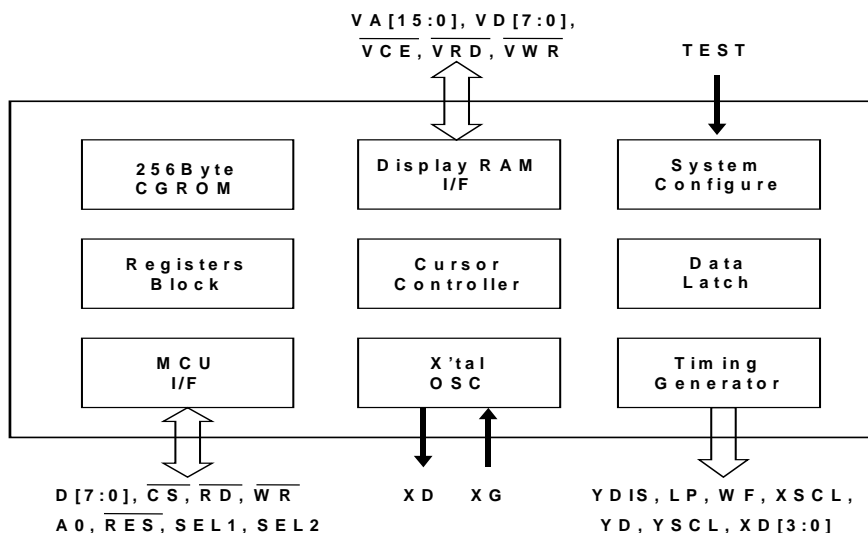 VA[15:0], VD[7:0],
VCE, VRD, VWR
TEST
256Byte
CGROM
Display RAM
I/F
System
Configure
Registers
Block
Cursor
Controller
Data
Latch
MCU
I/F
X'tal
OSC
Timing
Generator
D[7:0], CS, RD, WR
A0, RES, SEL1, SEL2
XD
XG
YDIS, LP, WF, XSCL,
YD, YSCL, XD[3:0]